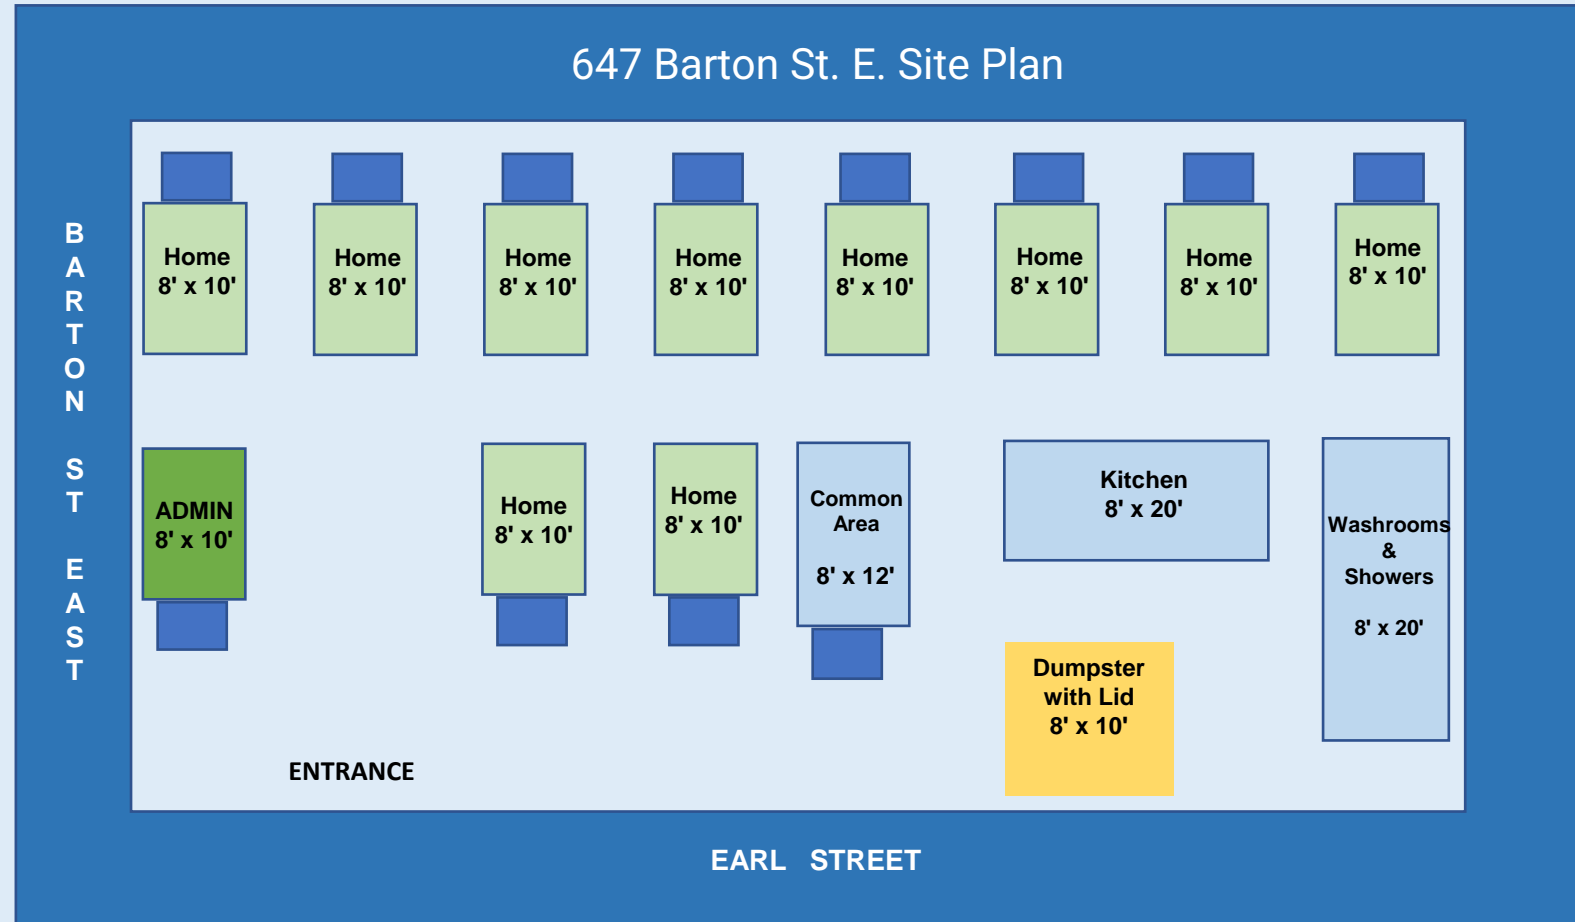 647 Barton St. E. Site Plan
BARTON ST EAST
Home
8' x 10'
Home
8' x 10'
Home
8' x 10'
Home
8' x 10'
Home
8' x 10'
Home
8' x 10'
Home
8' x 10'
Home
8' x 10'
ADMIN
8' x 10'
Home
8' x 10'
Home
8' x 10'
Common
Area
8' x 12'
Kitchen
8' x 20'
Washrooms
&
Showers
8' x 20'
Dumpster
with Lid
8' x 10'
ENTRANCE
EARL STREET